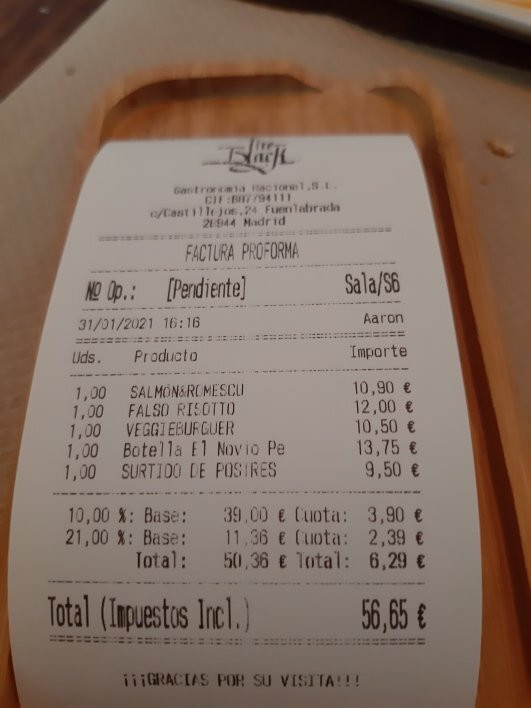 Black
Gastronomia Nacional,S.L.
CIF:B87794111
c/Castillejos,24 Fuenlabrada
28944 Madrid
FACTURA PROFORMA
Nº Op.: [Pendiente] Sala/S6
31/01/2021 16:16 Aaron
Uds. Producto Importe
1,00 SALMON&ROMESCU 10,90 €
1,00 FALSO RISOTTO 12,00 €
1,00 VEGGIEBURGUER 10,50 €
1,00 Botella El Novio Pe 13,75 €
1,00 SURTIDO DE POSTRES 9,50 €
10,00 %: Base: 39,00 € Cuota: 3,90 €
21,00 %: Base: 11,36 € Cuota: 2,39 €
Total: 50,36 € Total: 6,29 €
Total (Impuestos Incl.) 56,65 €
¡¡¡GRACIAS POR SU VISITA!!!